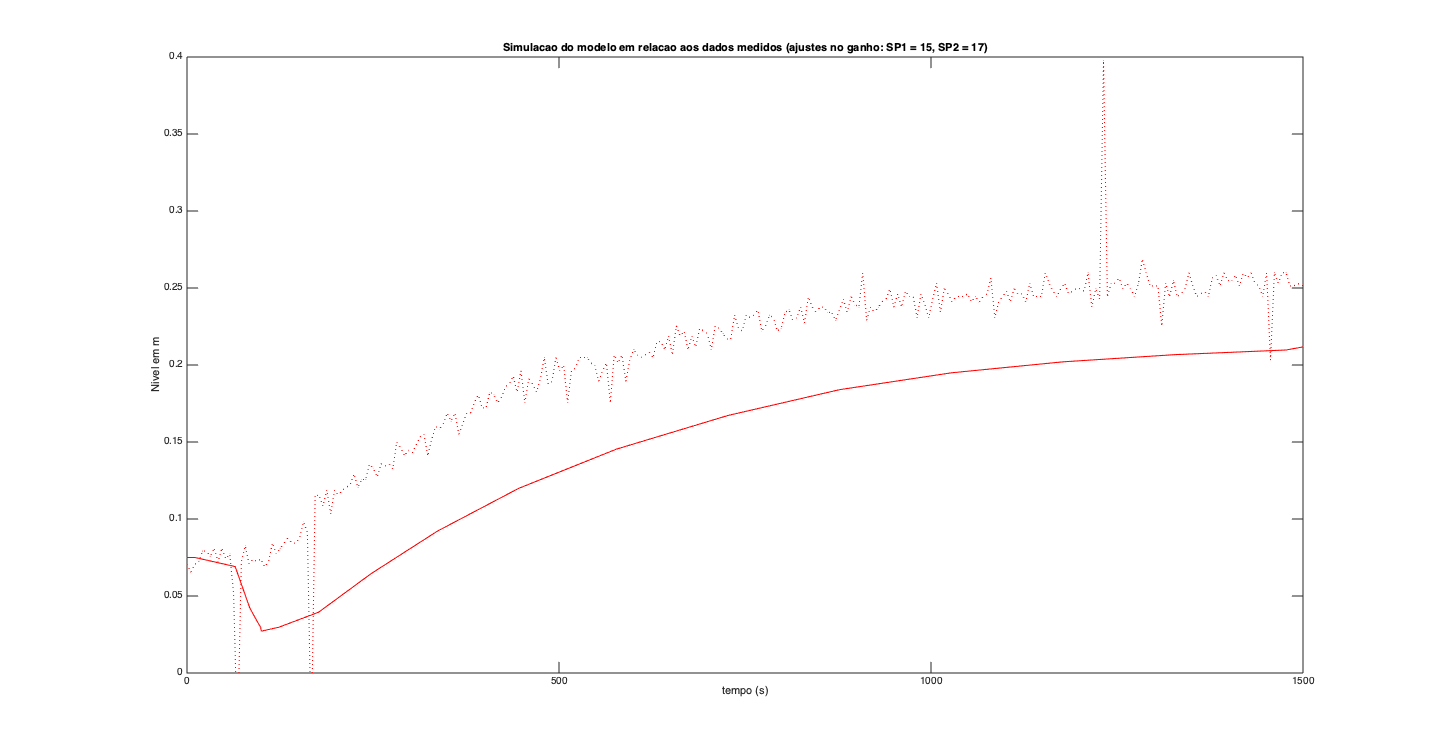 Simulacao do modelo em relacao aos dados medidos (ajustes no ganho: SP1 = 15, SP2 = 17)
0.4
0.35
0.3
0.25
0.2
0.15
0.1
0.05
0
Nivel em m
0 500 1000 1500
tempo (s)